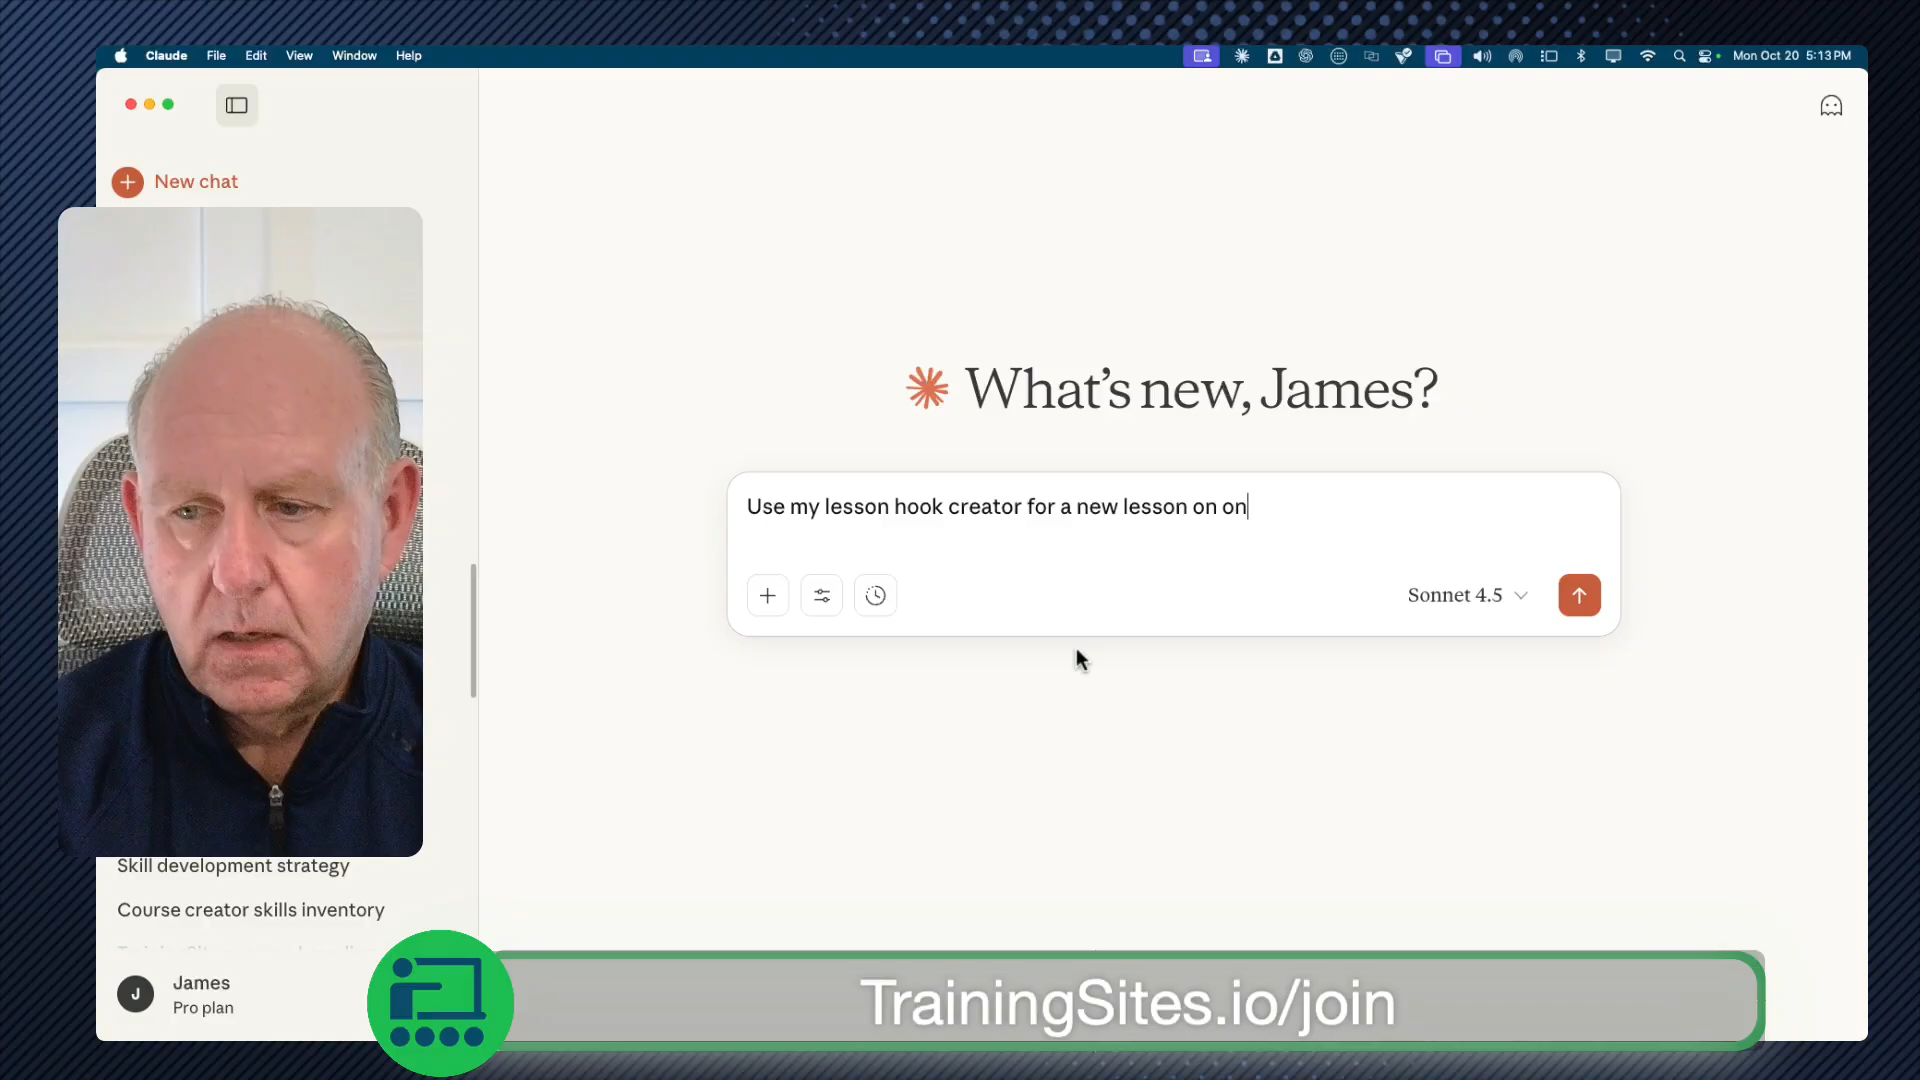 Claude File Edit View Window Help
Mon Oct 20 5:13 PM
New chat
What's new, James?
Use my lesson hook creator for a new lesson on on
Sonnet 4.5
Skill development strategy
Course creator skills inventory
J
James
Pro plan
TrainingSites.io/join